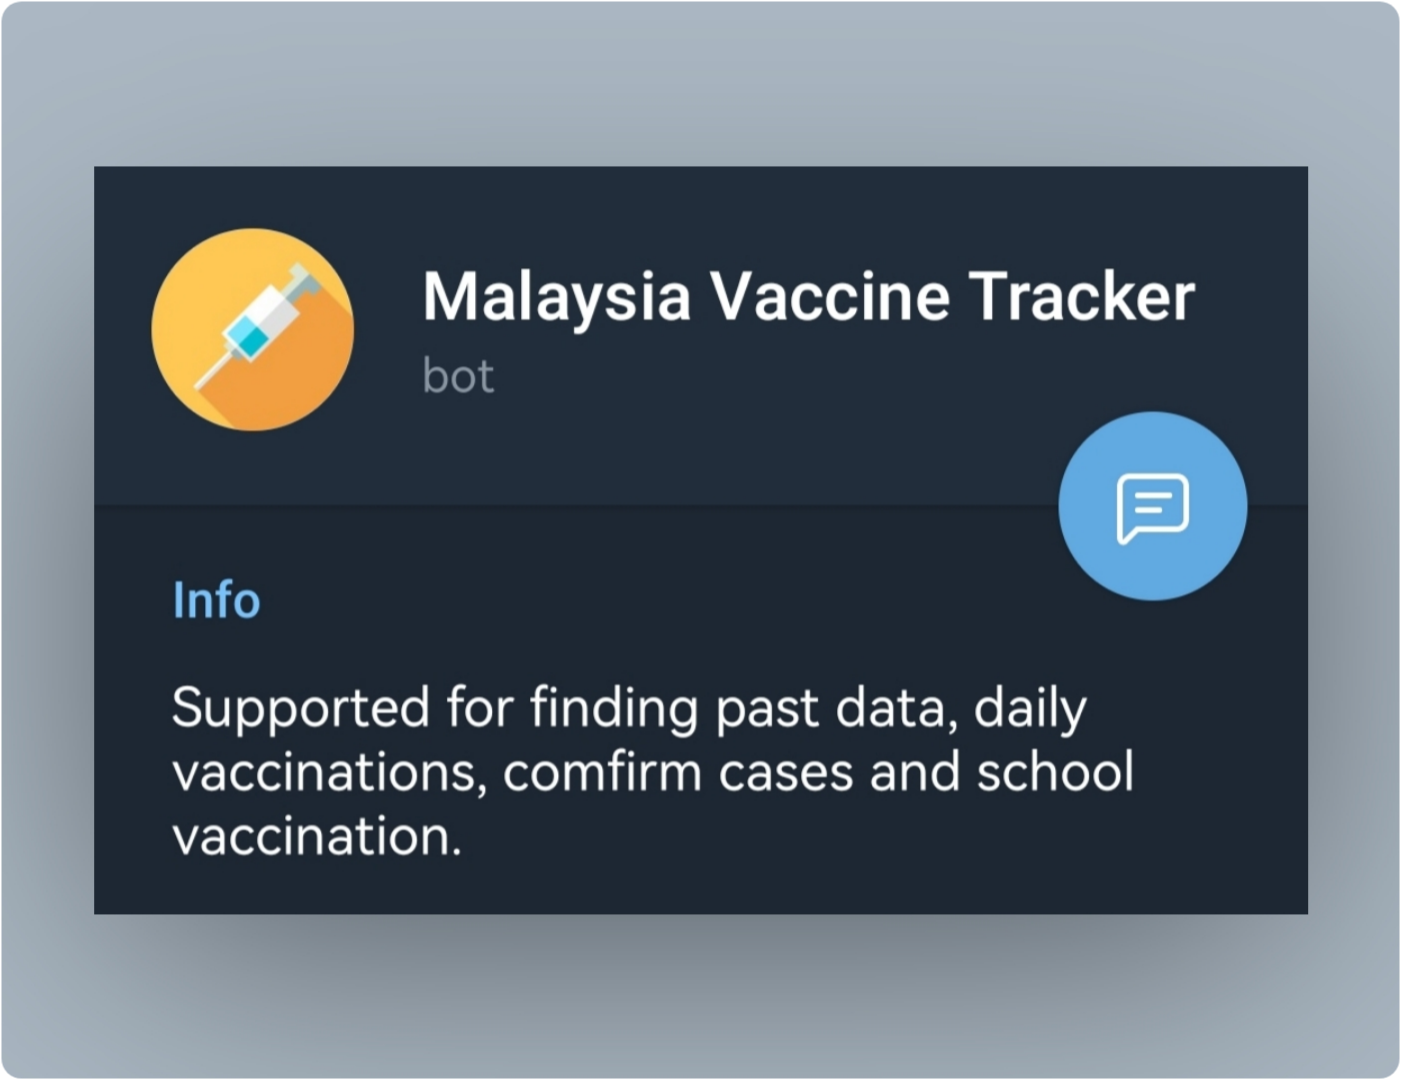 Malaysia Vaccine Tracker
bot
Info
Supported for finding past data, daily
vaccinations, comfirm cases and school
vaccination.